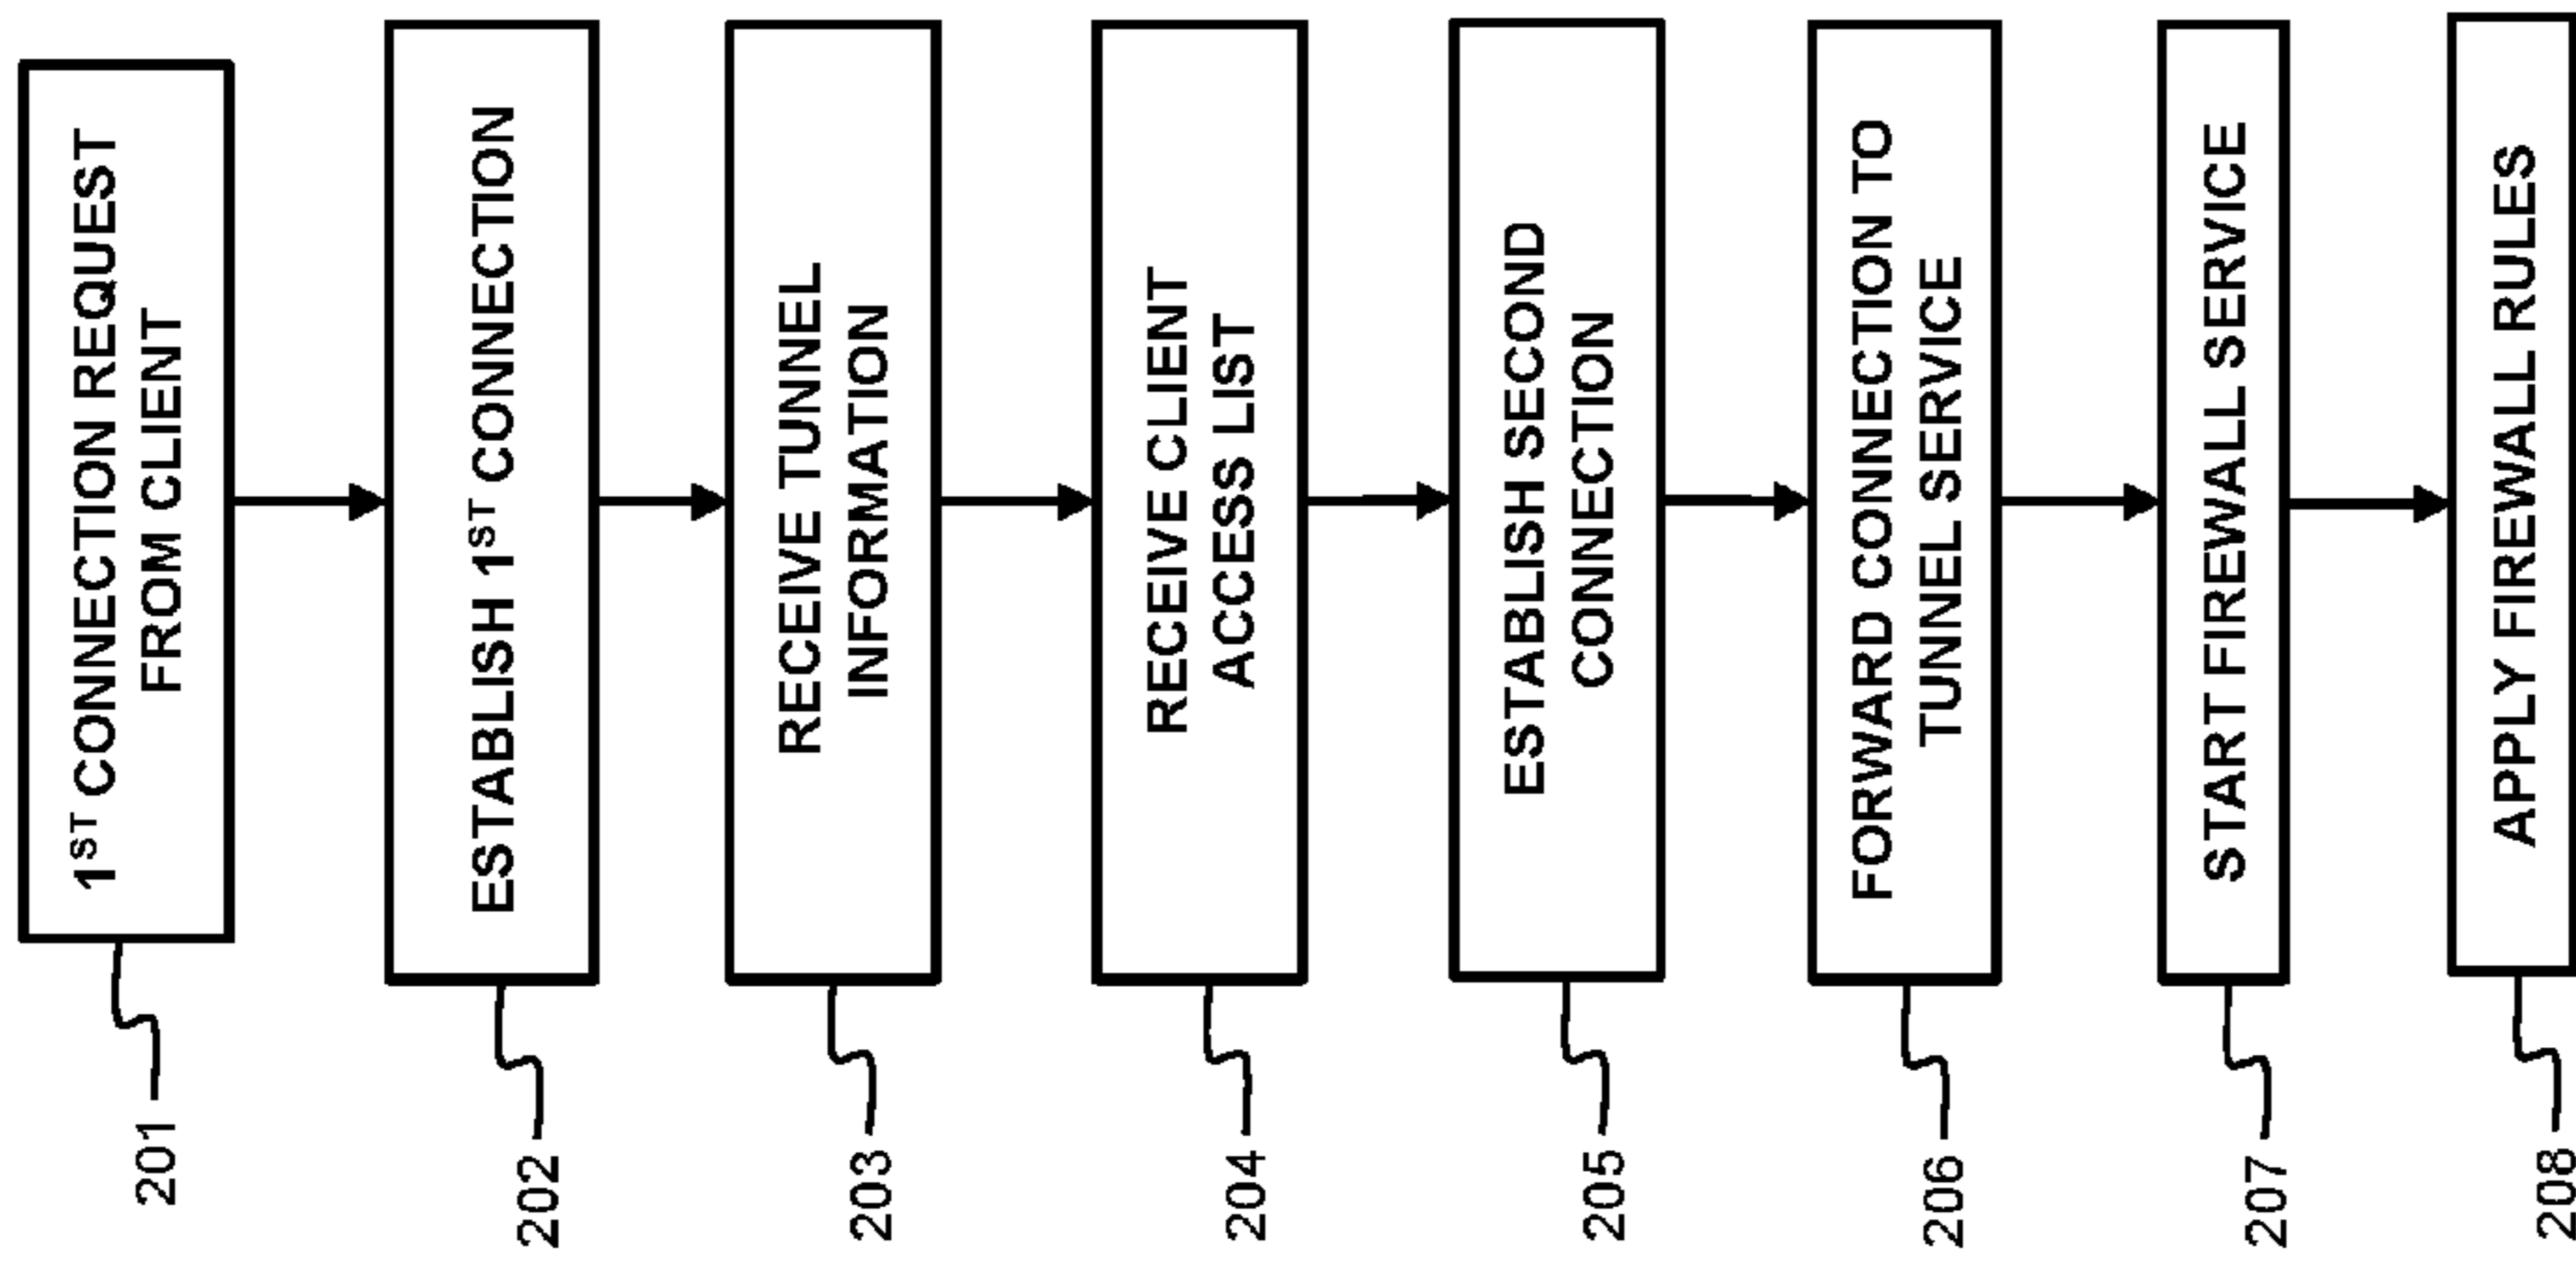 1ST CONNECTION REQUEST
FROM CLIENT
201
ESTABLISH 1ST CONNECTION
202
RECEIVE TUNNEL
INFORMATION
203
RECEIVE CLIENT
ACCESS LIST
204
ESTABLISH SECOND
CONNECTION
205
FORWARD CONNECTION TO
TUNNEL SERVICE
206
START FIREWALL SERVICE
207
APPLY FIREWALL RULES
208